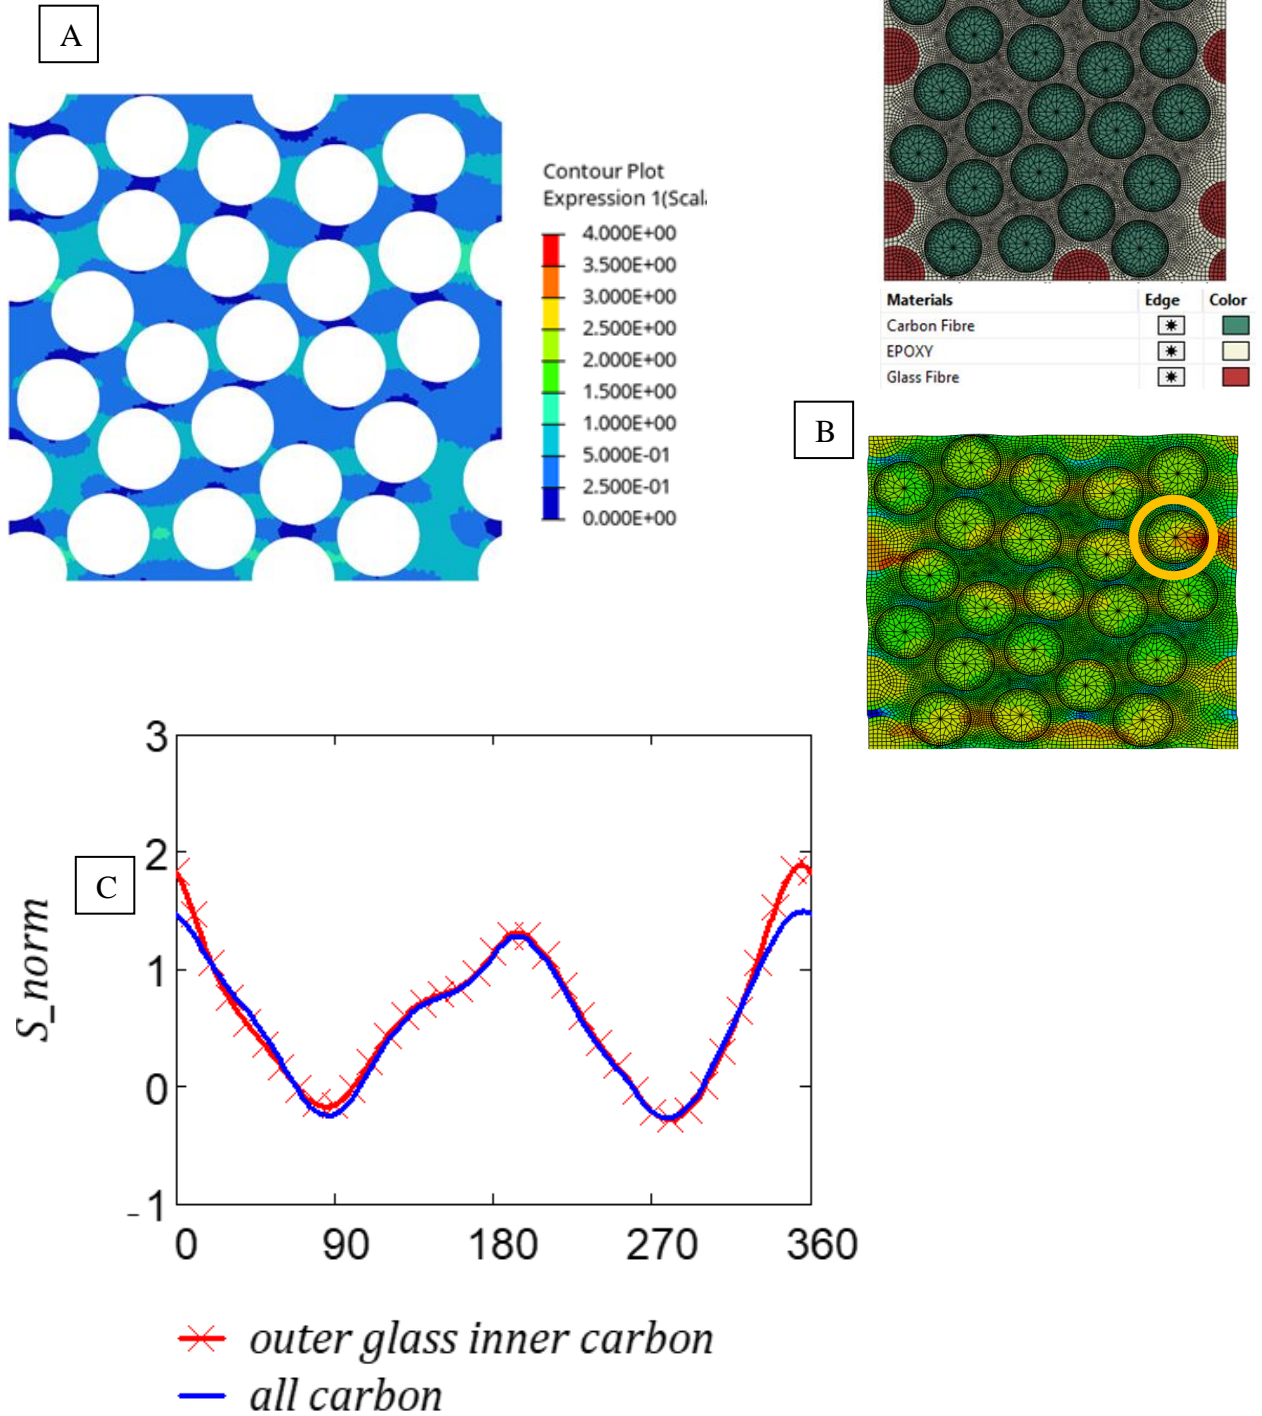 A
Contour Plot
Expression 1(Scal
4.000E+00
3.500E+00
3.000E+00
2.500E+00
2.000E+00
1.500E+00
1.000E+00
5.000E-01
2.500E-01
0.000E+00
Materials Edge Color
Carbon Fibre
EPOXY
Glass Fibre
B
C
S_norm
3
2
1
0
-1
0 90 180 270 360
outer glass inner carbon
all carbon